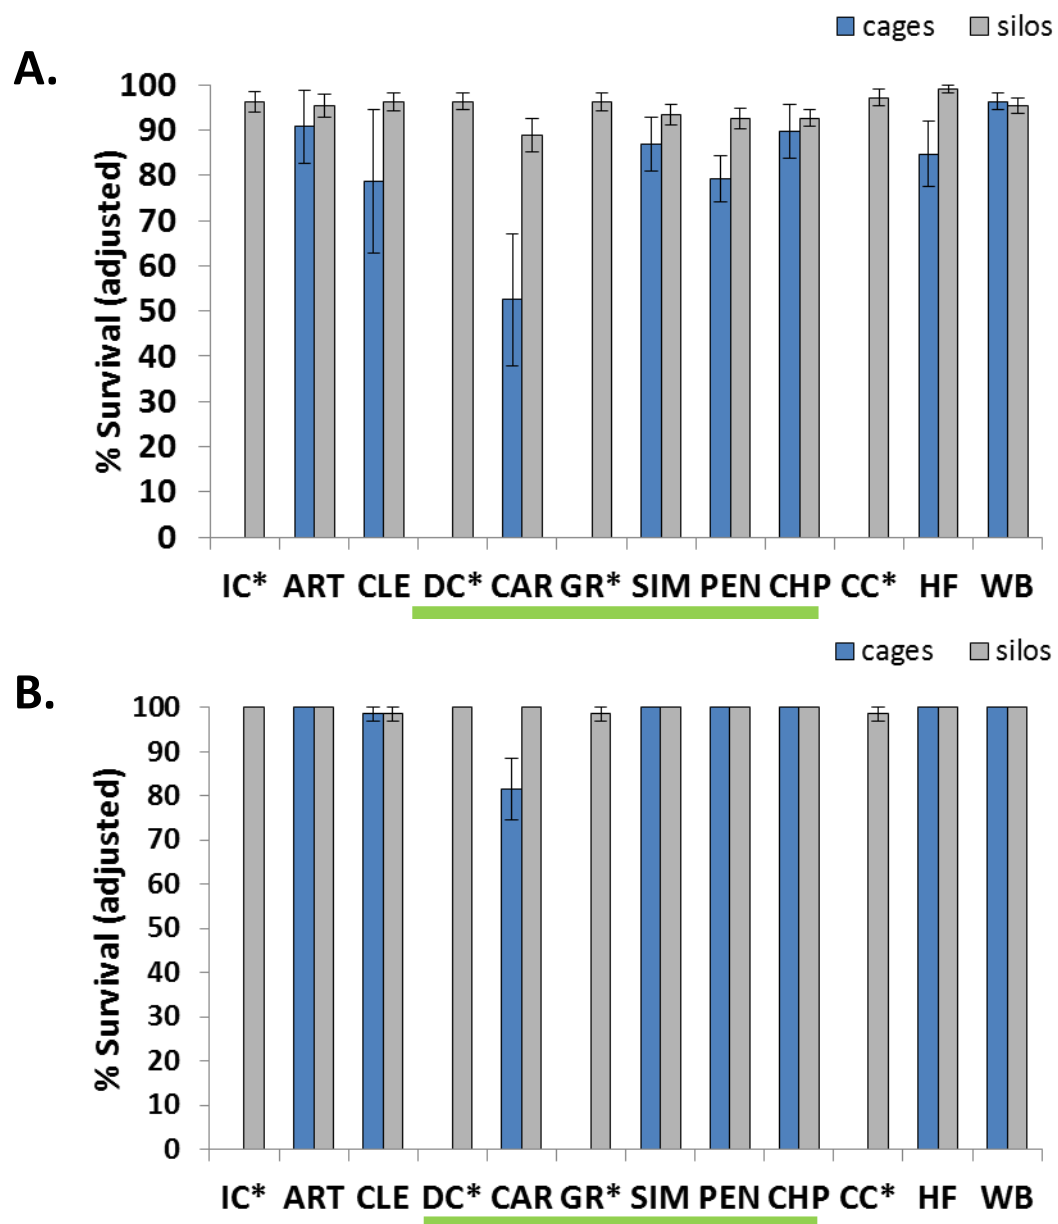 cages silos
A.
% Survival (adjusted)
100
90
80
70
60
50
40
30
20
10
0
IC* ART CLE DC* CAR GR* SIM PEN CHP CC* HF WB
cages silos
B.
% Survival (adjusted)
100
90
80
70
60
50
40
30
20
10
0
IC* ART CLE DC* CAR GR* SIM PEN CHP CC* HF WB